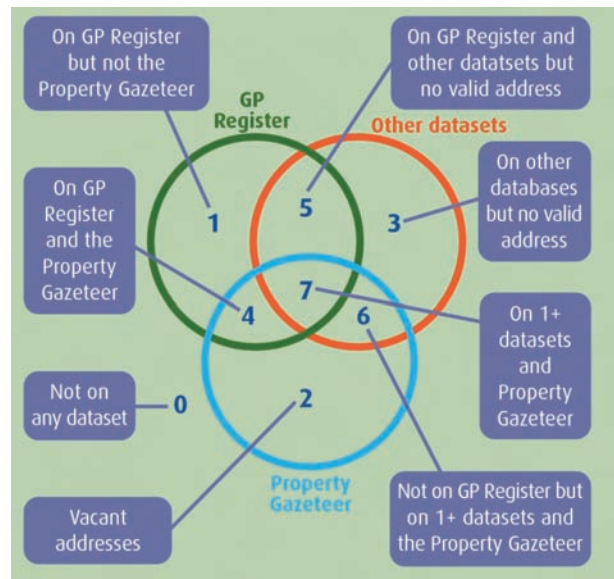 On GP Register
but not the
Property Gazeteer
On GP Register and
other datatsets but
no valid address
GP
Register
Other datasets
On GP
Register
and the
Property
Gazeteer
On other
databases
but no valid
address
1
5
3
7
4
6
On 1+
datasets
and
Property
Gazeteer
Not on
any dataset
0
2
Property
Gazeteer
Vacant
addresses
Not on GP Register but
on 1+ datasets and
the Property Gazeteer